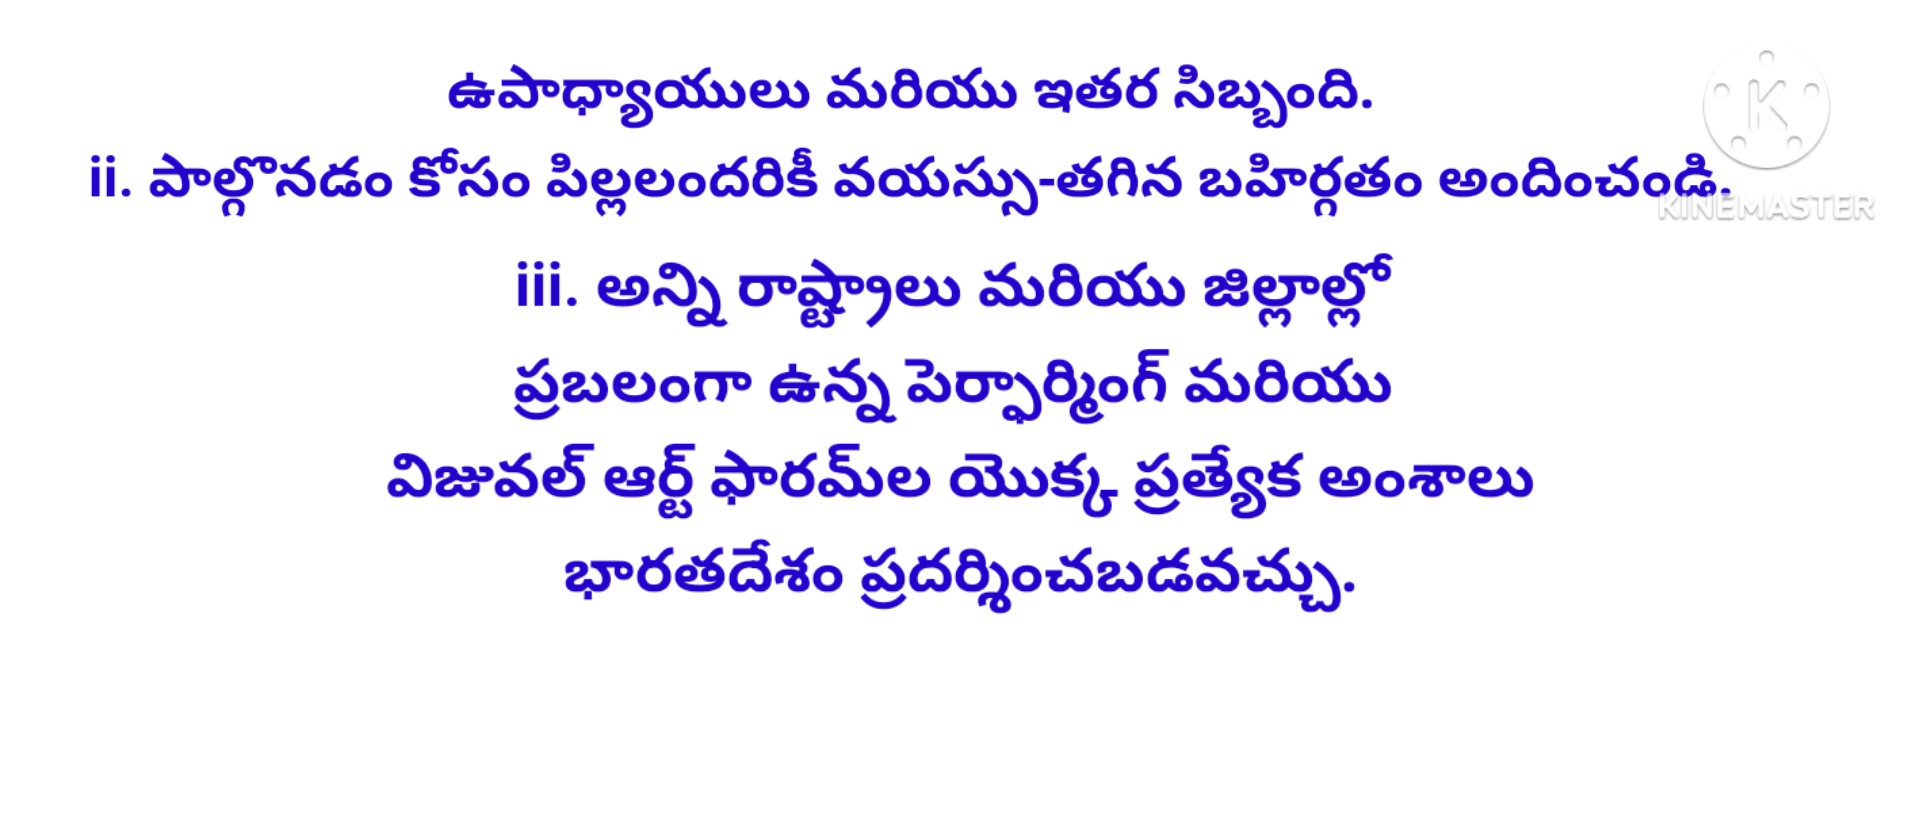 ఉపాధ్యాయులు మరియు ఇతర సిబ్బంది.
ii. పాల్గొనడం కోసం పిల్లలందరికీ వయస్సు-తగిన బహిర్గతం అందించండి.
KINEMASTER
iii. అన్ని రాష్ట్రాలు మరియు జిల్లాల్లో
ప్రబలంగా ఉన్న పెర్ఫార్మింగ్ మరియు
విజువల్ ఆర్ట్ ఫారమ్‌ల యొక్క ప్రత్యేక అంశాలు
భారతదేశం ప్రదర్శించబడవచ్చు.